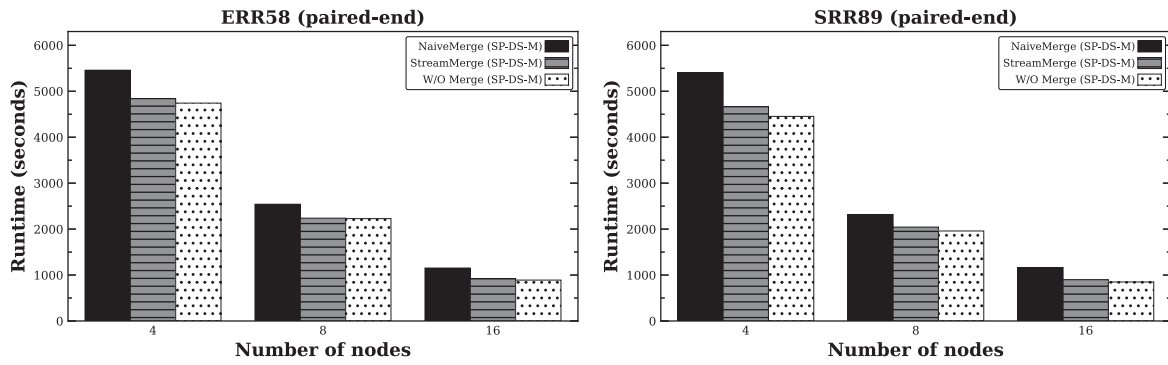 ERR58 (paired-end)
Runtime (seconds)
6000
5000
4000
3000
2000
1000
0
NaiveMerge (SP-DS-M)
StreamMerge (SP-DS-M)
W/O Merge (SP-DS-M)
4 8 16
Number of nodes
SRR89 (paired-end)
Runtime (seconds)
6000
5000
4000
3000
2000
1000
0
NaiveMerge (SP-DS-M)
StreamMerge (SP-DS-M)
W/O Merge (SP-DS-M)
4 8 16
Number of nodes